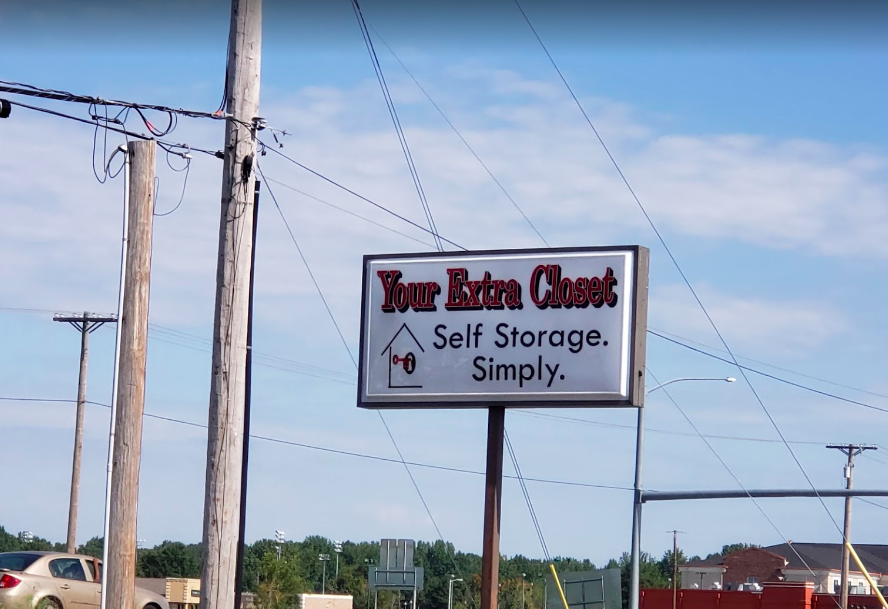 Your Extra Closet
Self Storage.
Simply.